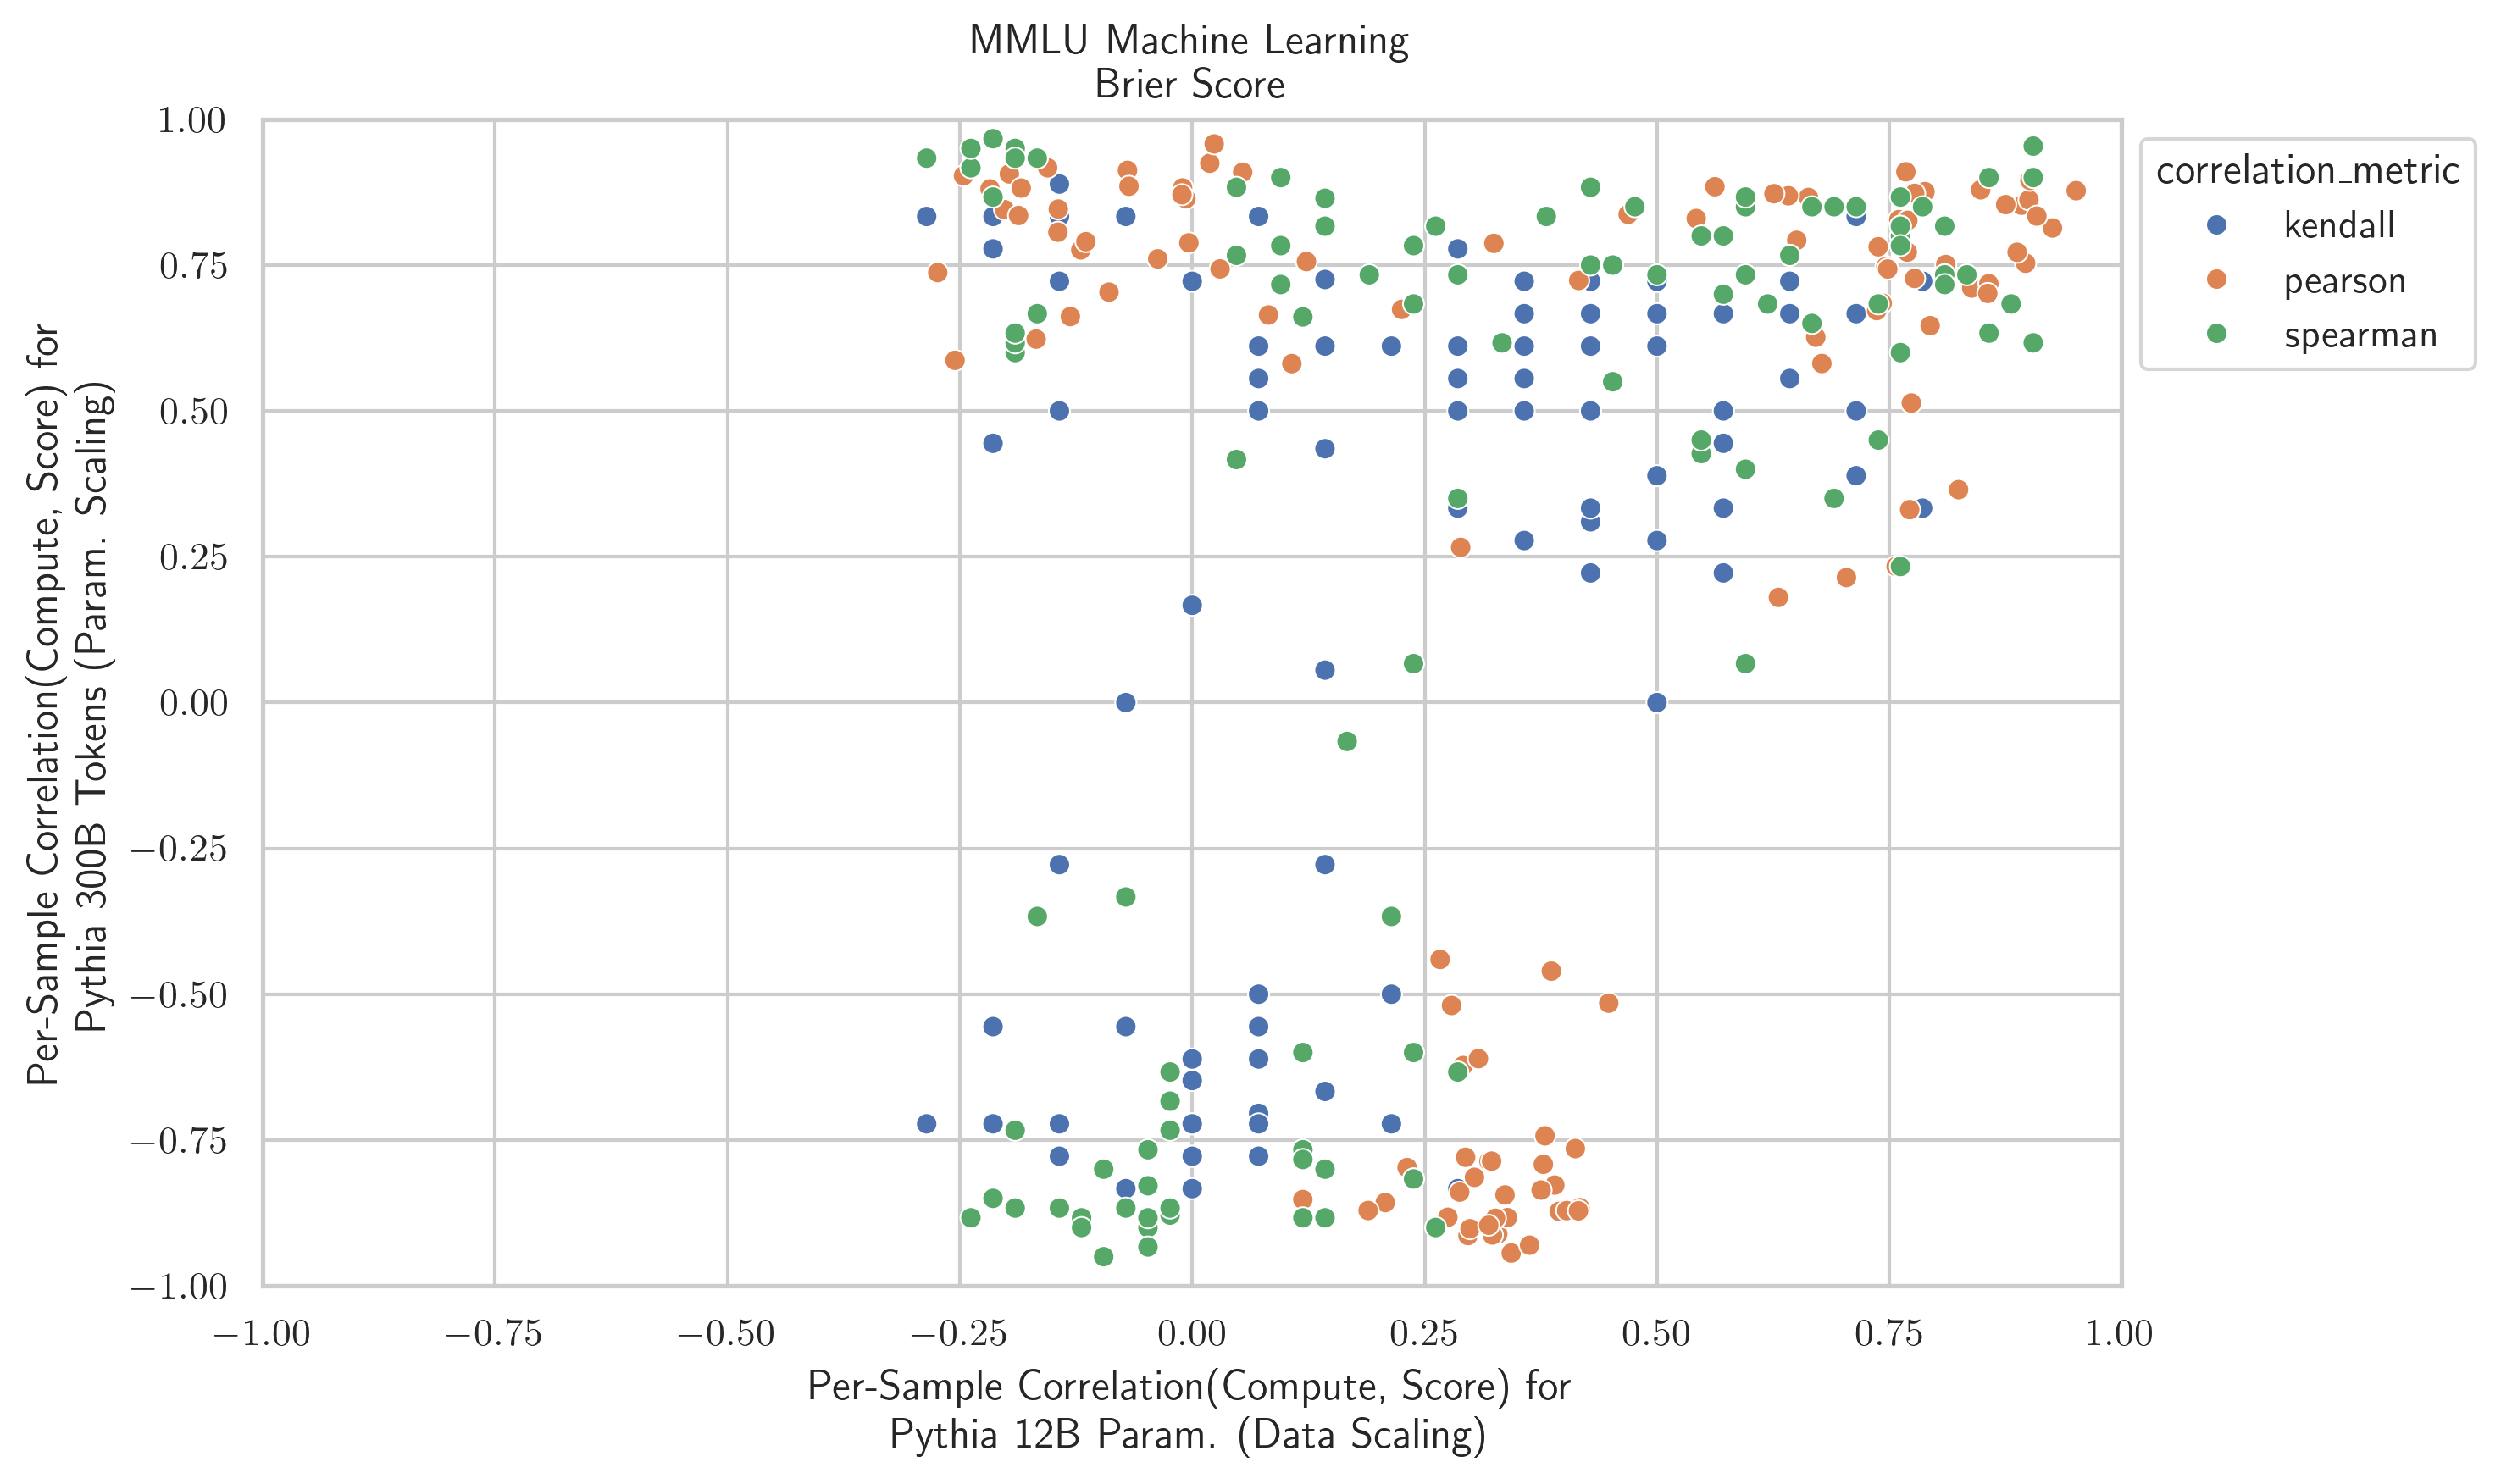 MMLU Machine Learning
Brier Score
Per-Sample Correlation(Compute, Score) for
Pythia 300B Tokens (Param. Scaling)
1.00
0.75
0.50
0.25
0.00
−0.25
−0.50
−0.75
−1.00
−1.00 −0.75 −0.50 −0.25 0.00 0.25 0.50 0.75 1.00
Per-Sample Correlation(Compute, Score) for
Pythia 12B Param. (Data Scaling)
correlation_metric
kendall
pearson
spearman